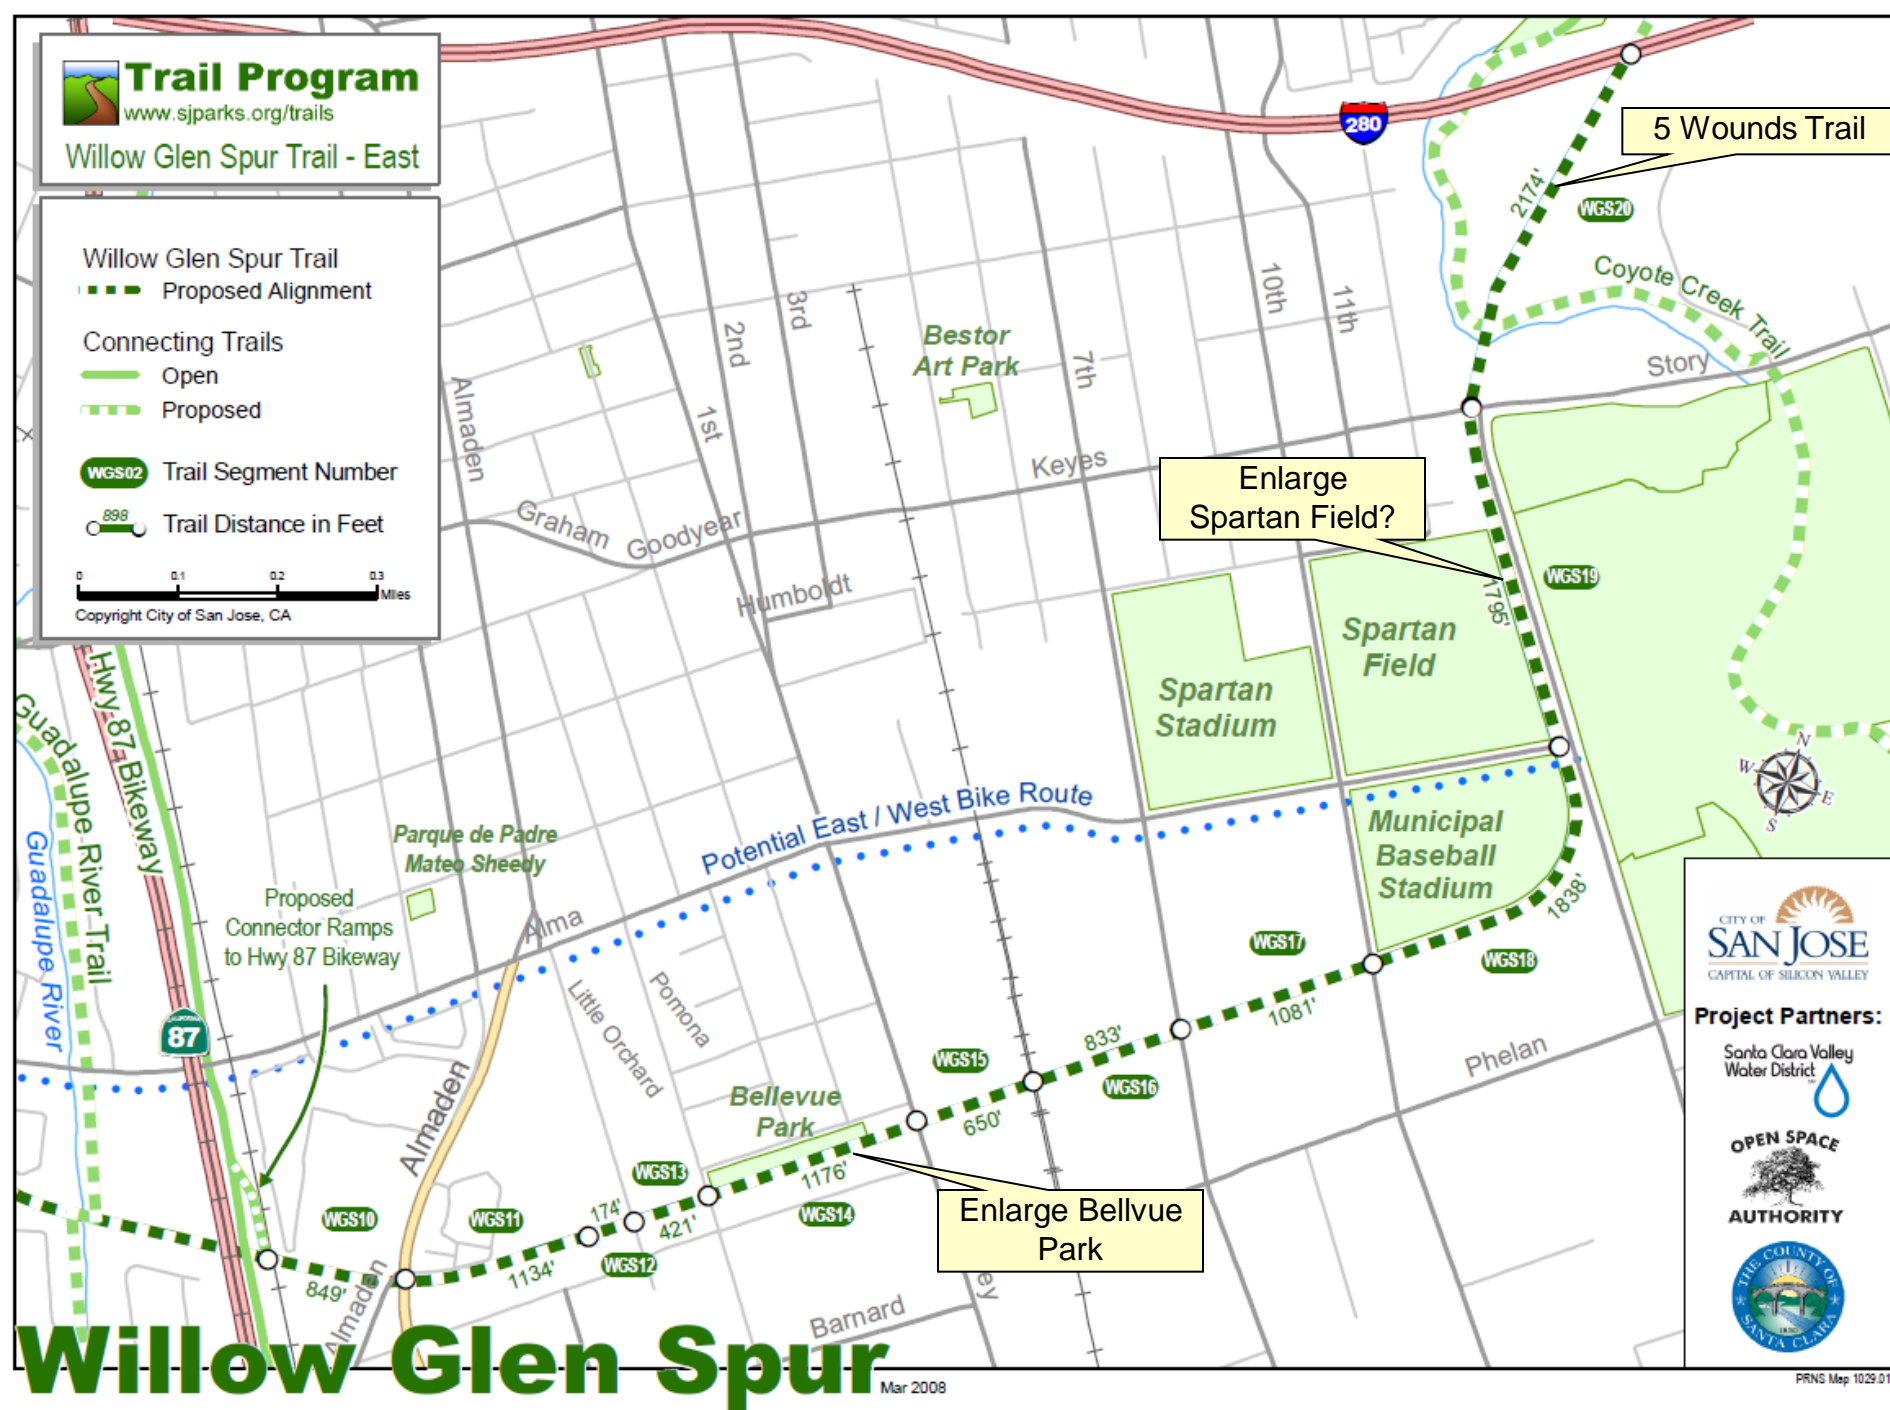 Trail Program
www.sjparks.org/trails
Willow Glen Spur Trail - East
Willow Glen Spur Trail
Proposed Alignment
Connecting Trails
Open
Proposed
WGS02 Trail Segment Number
898 Trail Distance in Feet
0 0.1 0.2 0.3
Miles
Copyright City of San Jose, CA
280
5 Wounds Trail
2174'
WGS20
Coyote Creek Trail
Story
10th
11th
3rd
2nd
1st
7th
Almaden
Bestor
Art Park
Keyes
Graham
Goodyear
Humboldt
Enlarge
Spartan Field?
WGS19
1795'
Spartan
Field
Spartan
Stadium
N
W
E
S
Hwy 87 Bikeway
Guadalupe River Trail
Guadalupe River
Parque de Padre
Mateo Sheedy
Potential East / West Bike Route
Municipal
Baseball
Stadium
1838'
Proposed
Connector Ramps
to Hwy 87 Bikeway
Alma
87
Little Orchard
Pomona
Almaden
WGS17
WGS18
1081'
833'
WGS15
WGS16
650'
Phelan
Bellevue
Park
WGS13
1176'
WGS14
174'
421'
WGS12
WGS10
WGS11
1134'
849'
Almaden
Enlarge Bellvue
Park
ey
Barnard
CITY OF
SAN JOSE
CAPITAL OF SILICON VALLEY
Project Partners:
Santa Clara Valley
Water District
OPEN SPACE
AUTHORITY
THE COUNTY OF
SANTA CLARA
Willow Glen Spur
Mar 2008
PRNS Map 1029.01